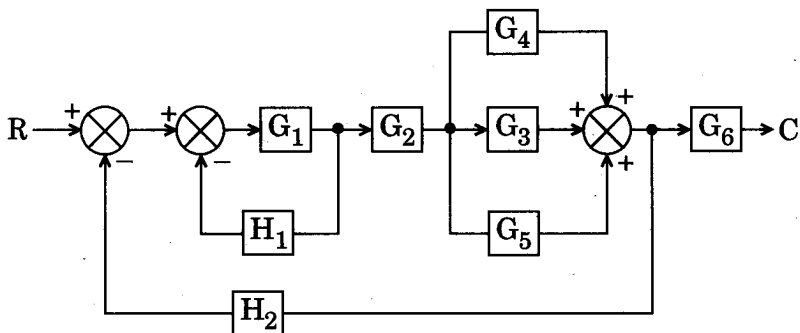 G4
+ +
R + + G1 G2 G3 + G6 C
− − +
H1 G5
H2